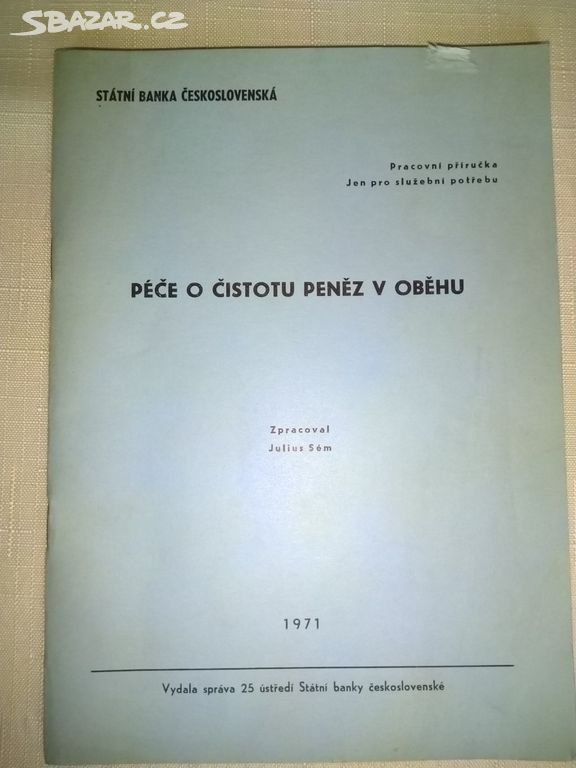 SBAZAR.CZ
STÁTNÍ BANKA ČESKOSLOVENSKÁ
Pracovní příručka
Jen pro služební potřebu
PÉČE O ČISTOTU PENĚZ V OBĚHU
Zpracoval
Julius Sém
1971
Vydala správa 25 ústředí Státní banky československé